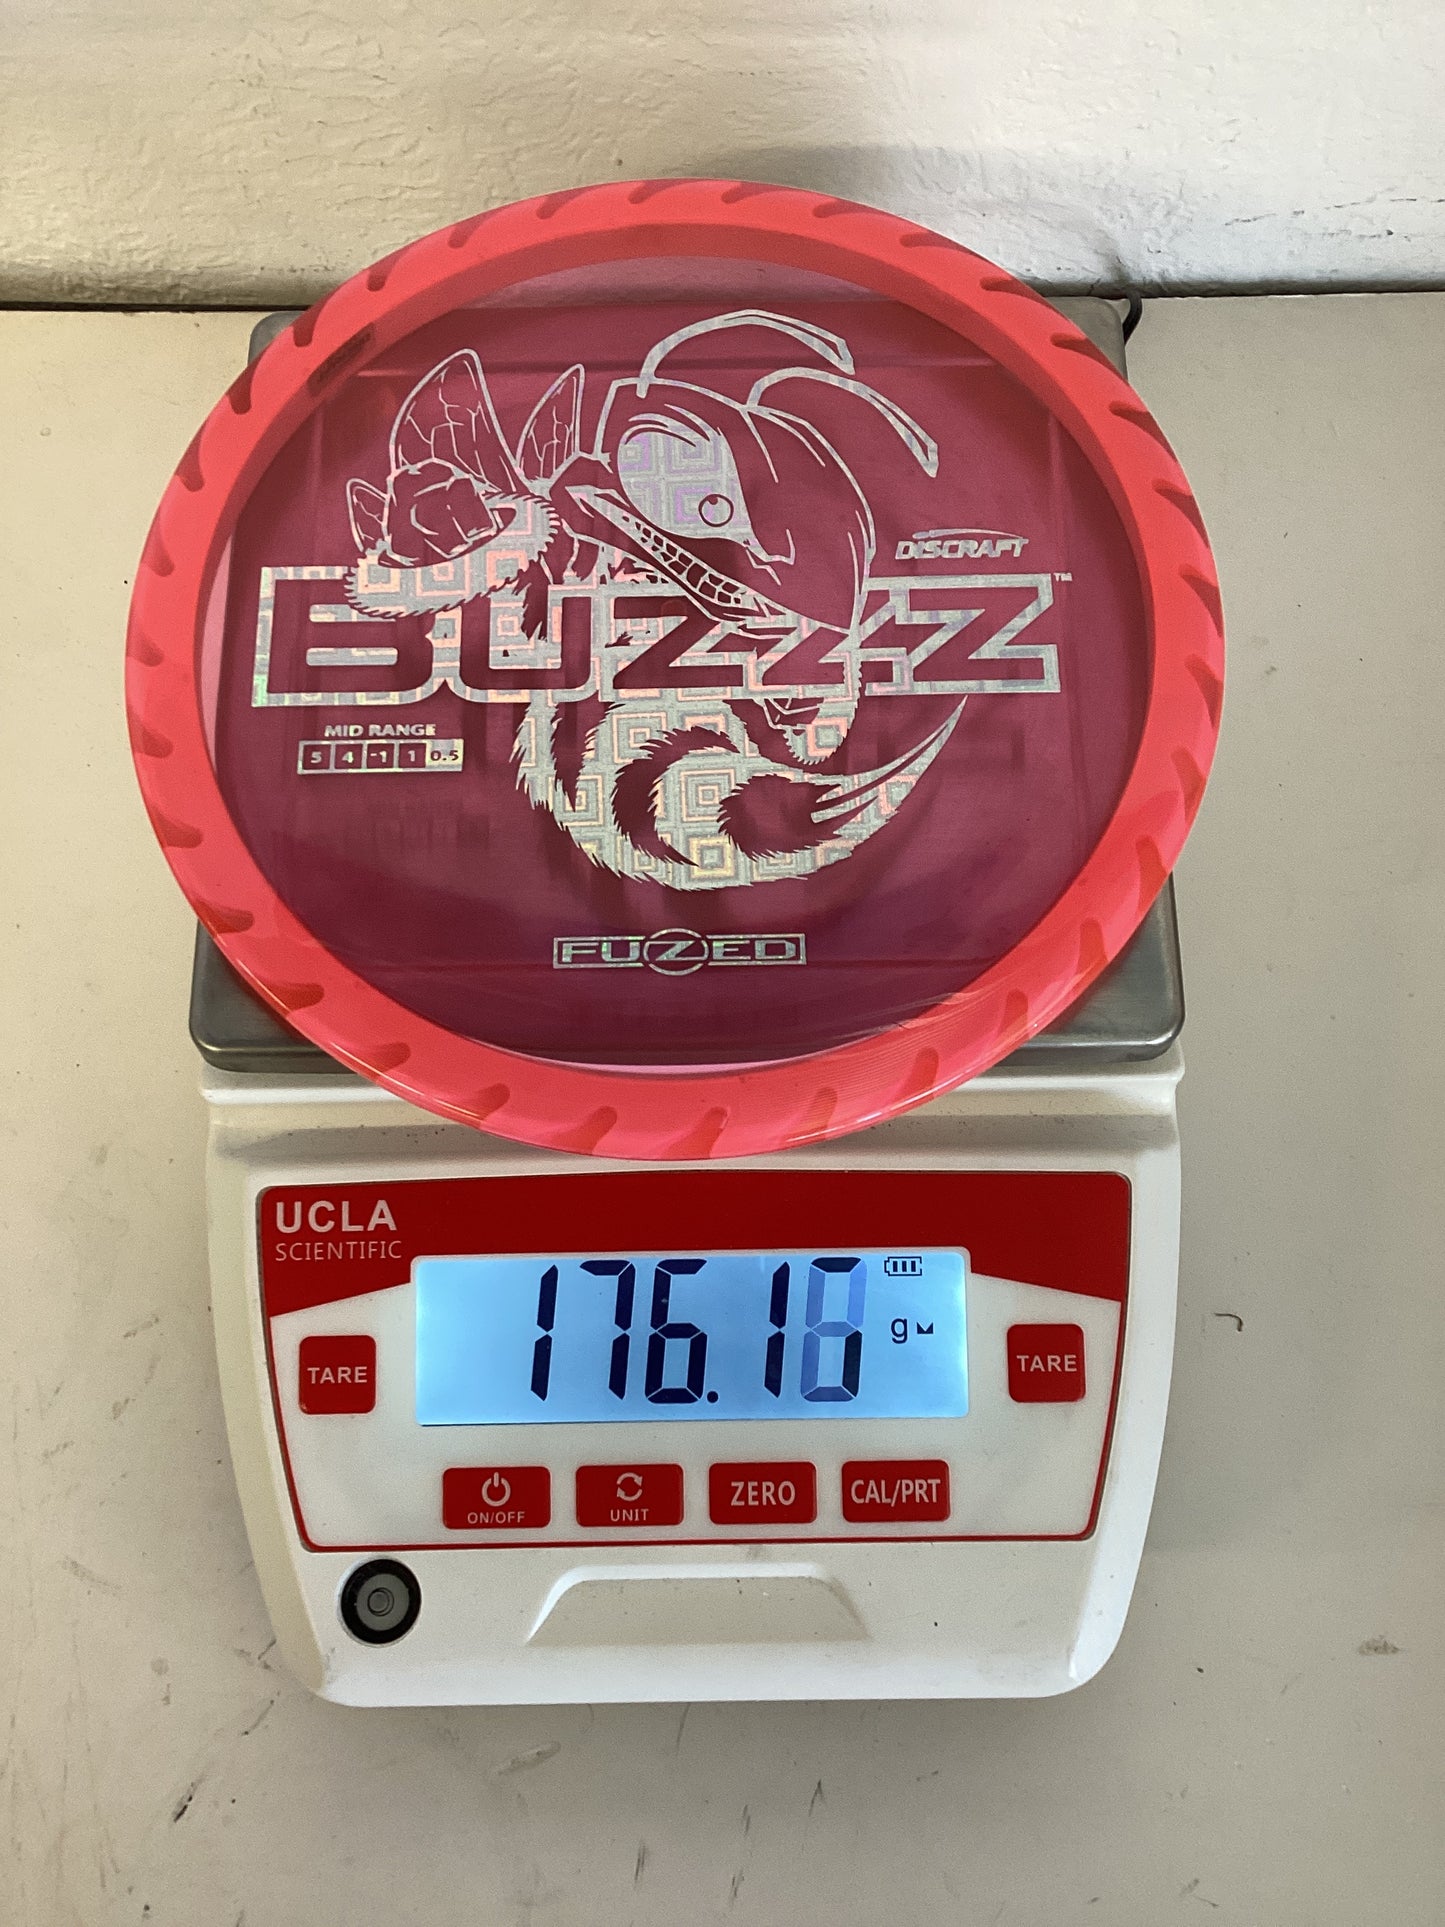 DISCRAFT
BUZZZ™
MID RANGE
5 4 -1 1 0.5
FUZED
UCLA
SCIENTIFIC
176.18 g
TARE
TARE
ON/OFF
UNIT
ZERO
CAL/PRT